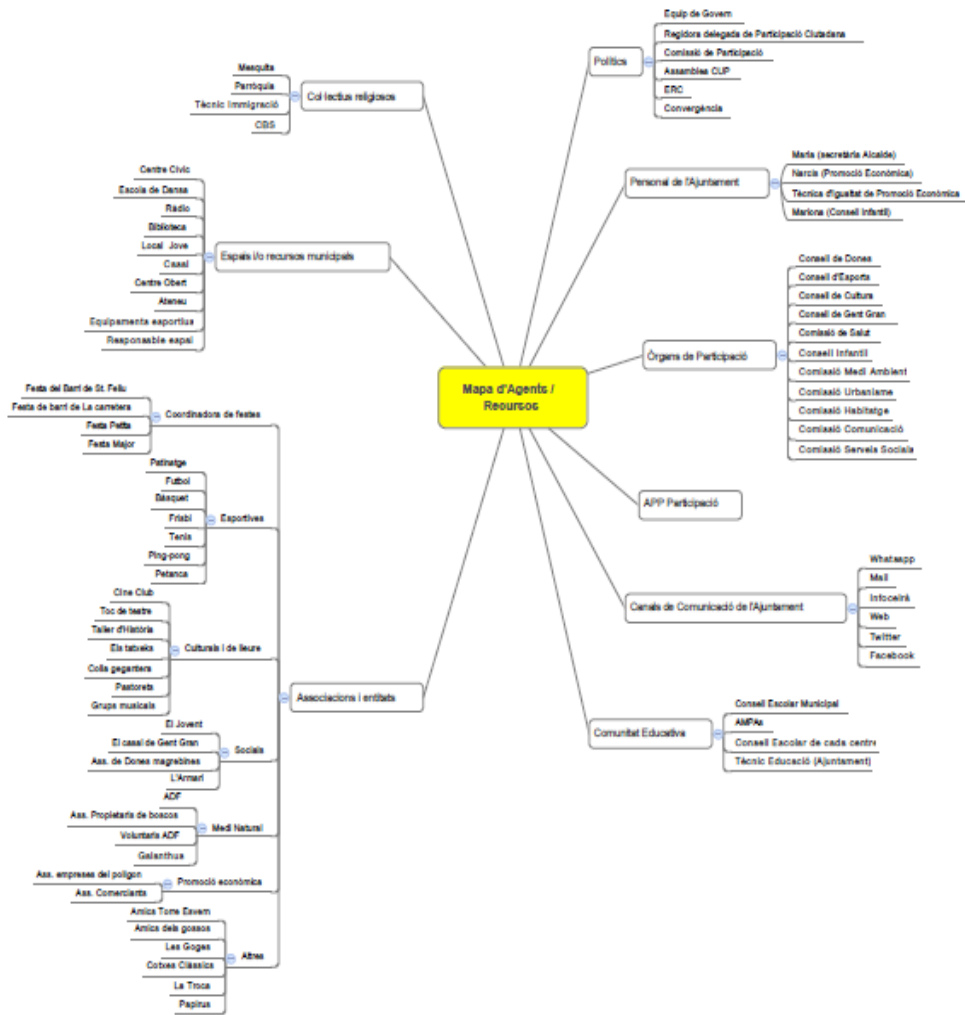 Mapa d'Agents /
Recursos
Polítics
Equip de Govern
Regidora delegada de Participació Ciutadana
Comissió de Participació
Assamblea CUP
ERC
Convergència
Personal de l'Ajuntament
Maria (secretària Alcalde)
Narcís (Promoció Econòmica)
Tècnica d'Igualtat de Promoció Econòmica
Mariona (Consell Infantil)
Òrgans de Participació
Consell de Dones
Consell d'Esports
Consell de Cultura
Consell de Gent Gran
Comissió de Salut
Consell Infantil
Comissió Medi Ambient
Comissió Urbanisme
Comissió Habitatge
Comissió Comunicació
Comissió Serveis Socials
APP Participació
Canals de Comunicació de l'Ajuntament
Whatsapp
Mail
Infoceirà
Web
Twitter
Facebook
Comunitat Educativa
Consell Escolar Municipal
AMPAs
Consell Escolar de cada centre
Tècnic Educació (Ajuntament)
Col·lectius religiosos
Mesquita
Parròquia
Tècnic Immigració
CBS
Espais i/o recursos municipals
Centre Cívic
Escola de Dansa
Ràdio
Biblioteca
Local Jove
Casal
Centre Obert
Ateneu
Equipaments esportius
Responsable espai
Associacions i entitats
Coordinadora de festes
Festa del Barri de St. Feliu
Festa de barri de La carretera
Festa Petita
Festa Major
Esportives
Patinatge
Futbol
Bàsquet
Frisbi
Tenis
Ping-pong
Petanca
Culturals i de lleure
Cine Club
Toc de teatre
Taller d'Història
Els tatxeks
Colla gegantera
Pastorets
Grups musicals
Socials
El Jovent
El casal de Gent Gran
Ass. de Dones magrebines
L'Armari
Medi Natural
ADF
Ass. Propietaris de boscos
Voluntaris ADF
Galanthus
Promoció econòmica
Ass. empreses del polígon
Ass. Comerciants
Altres
Amics Torre Esvern
Amics dels gossos
Les Goges
Cotxes Clàssics
La Troca
Papirus